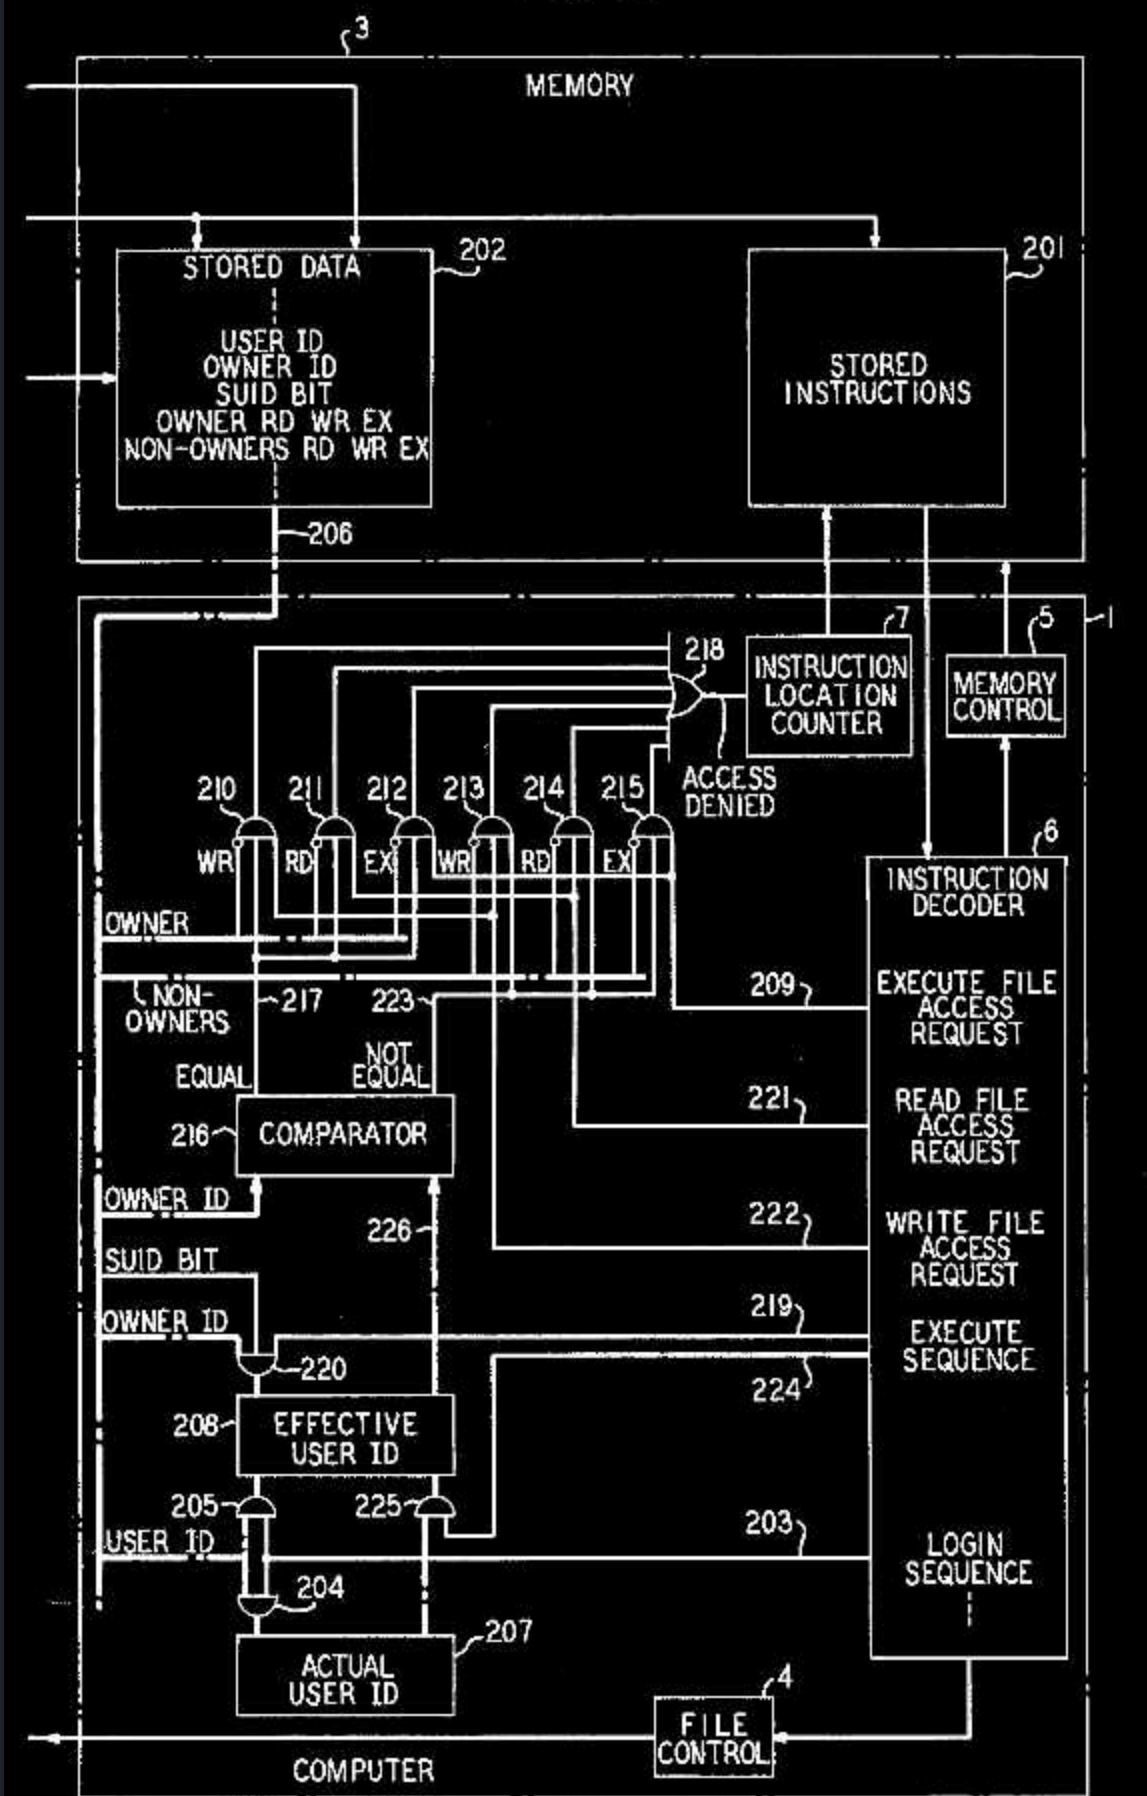 3
MEMORY
STORED DATA
202
USER ID
OWNER ID
SUID BIT
OWNER RD WR EX
NON-OWNERS RD WR EX
206
201
STORED
INSTRUCTIONS
1
7
INSTRUCTION
LOCATION
COUNTER
5
MEMORY
CONTROL
218
ACCESS
DENIED
210
211
212
213
214
215
WR
RD
EX
WR
RD
EX
OWNER
NON-
OWNERS
217
223
EQUAL
NOT
EQUAL
216
COMPARATOR
OWNER ID
226
SUID BIT
OWNER ID
220
208
EFFECTIVE
USER ID
205
225
USER ID
204
207
ACTUAL
USER ID
6
INSTRUCTION
DECODER
209
EXECUTE FILE
ACCESS
REQUEST
221
READ FILE
ACCESS
REQUEST
222
WRITE FILE
ACCESS
REQUEST
219
EXECUTE
SEQUENCE
224
203
LOGIN
SEQUENCE
4
FILE
CONTROL
COMPUTER